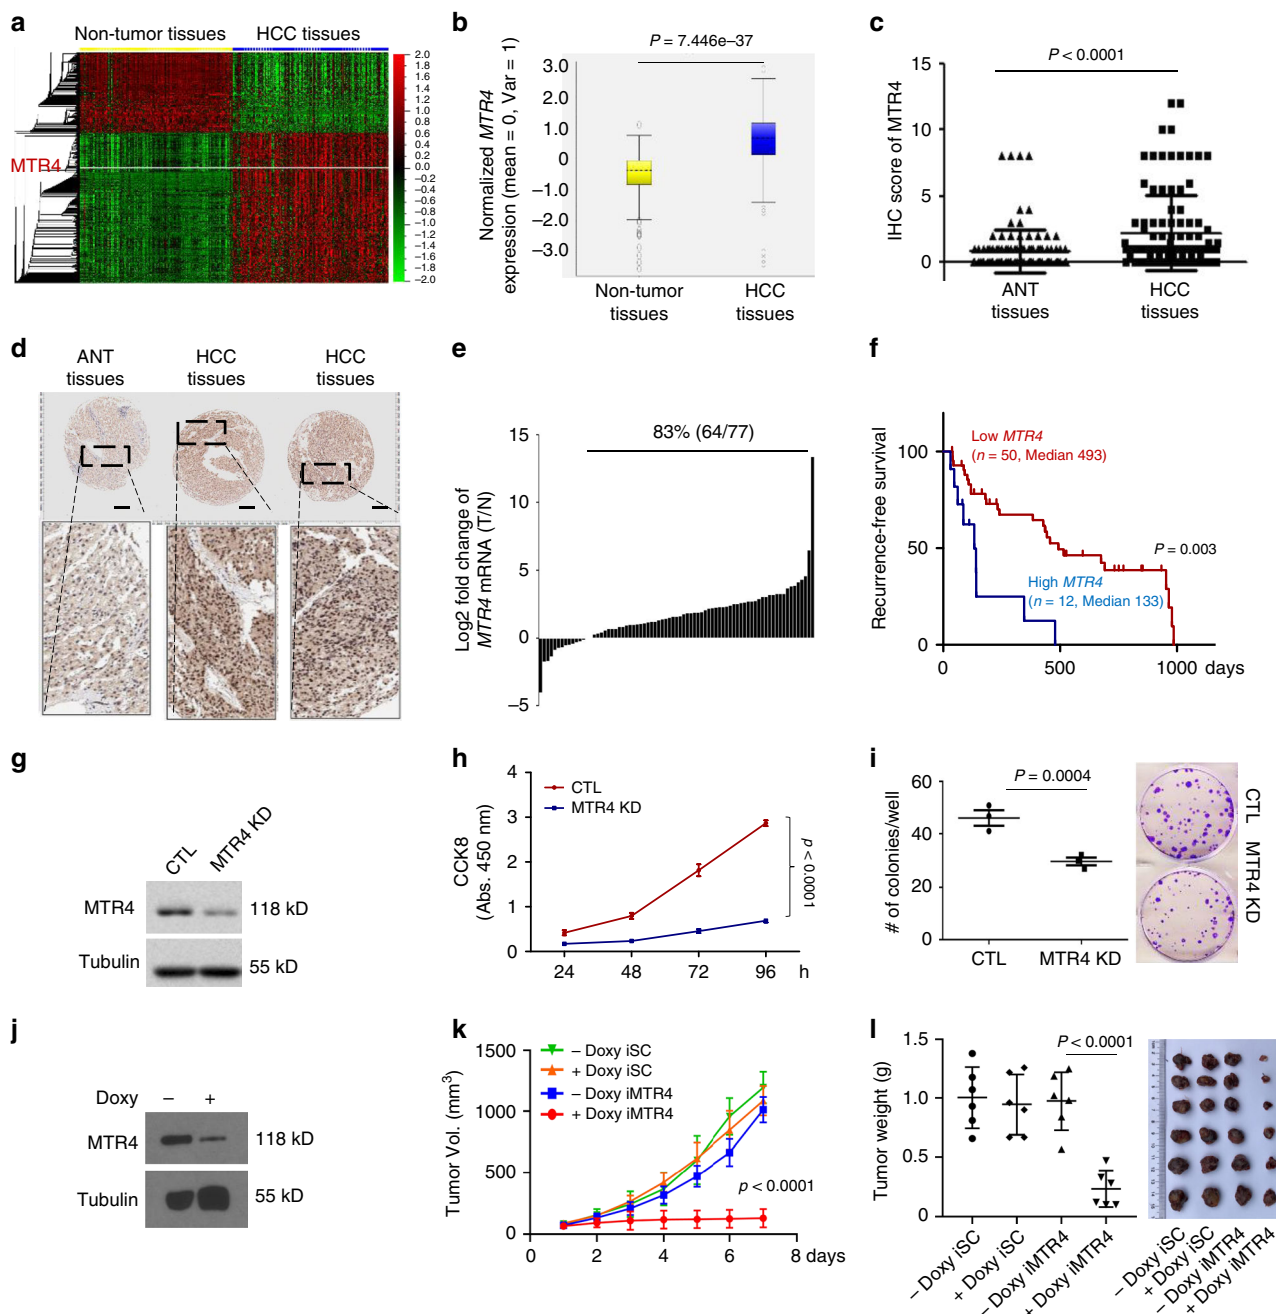 a
Non-tumor tissues HCC tissues
2.0
1.8
1.6
1.4
1.2
1.0
0.8
0.6
0.4
0.2
0.0
−0.0
−0.2
−0.4
−0.6
−0.8
−1.0
−1.2
−1.4
−1.6
−1.8
−2.0
MTR4
b
P = 7.446e−37
Normalized MTR4
expression (mean = 0, Var = 1)
3.0
2.0
1.0
0
−1.0
−2.0
−3.0
Non-tumor
tissues
HCC
tissues
c
P < 0.0001
IHC score of MTR4
15
10
5
0
ANT
tissues
HCC
tissues
d
ANT
tissues
HCC
tissues
HCC
tissues
e
83% (64/77)
Log2 fold change of
MTR4 mRNA (T/N)
15
10
5
0
−5
f
Recurrence-free survival
100
50
0
Low MTR4
(n = 50, Median 493)
P = 0.003
High MTR4
(n = 12, Median 133)
0 500 1000 days
g
CTL MTR4 KD
MTR4 118 kD
Tubulin 55 kD
h
CCK8
(Abs. 450 nm)
4
3
2
1
0
CTL
MTR4 KD
p < 0.0001
24 48 72 96 h
i
P = 0.0004
# of colonies/well
60
40
20
0
CTL MTR4 KD
CTL MTR4 KD
j
Doxy − +
MTR4 118 kD
Tubulin 55 kD
k
Tumor Vol. (mm3)
1500
1000
500
0
− Doxy iSC
+ Doxy iSC
− Doxy iMTR4
+ Doxy iMTR4
p < 0.0001
0 2 4 6 8 days
l
P < 0.0001
Tumor weight (g)
1.5
1.0
0.5
0
− Doxy iSC
+ Doxy iSC
− Doxy iMTR4
+ Doxy iMTR4
− Doxy iSC
+ Doxy iSC
− Doxy iMTR4
+ Doxy iMTR4